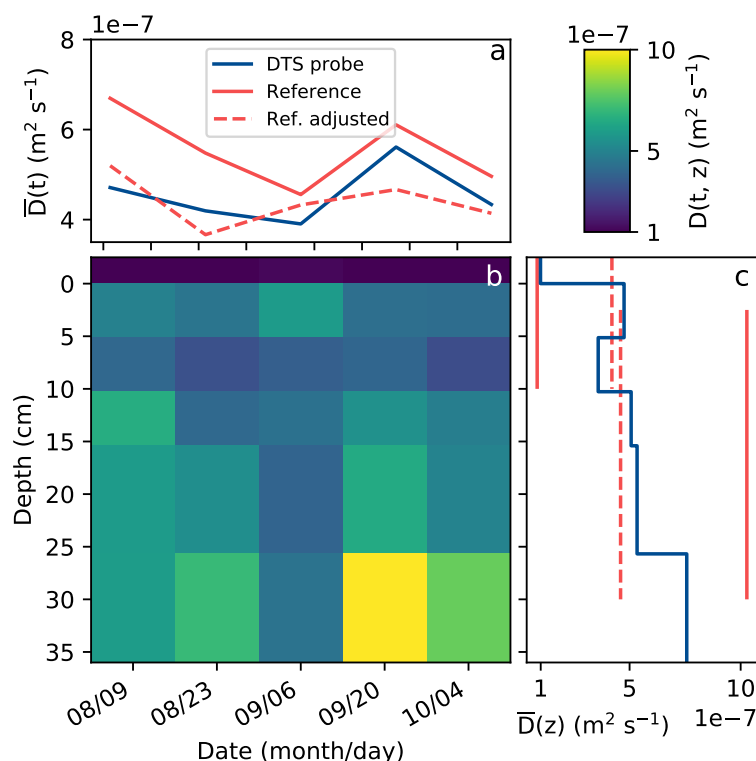 1e−7
8
6
4
D̅(t) (m² s⁻¹)
a
DTS probe
Reference
Ref. adjusted
1e−7
10
5
1
D(t, z) (m² s⁻¹)
b
0
5
10
15
20
25
30
35
Depth (cm)
08/09
08/23
09/06
09/20
10/04
Date (month/day)
c
1
5
10
1e−7
D̅(z) (m² s⁻¹)